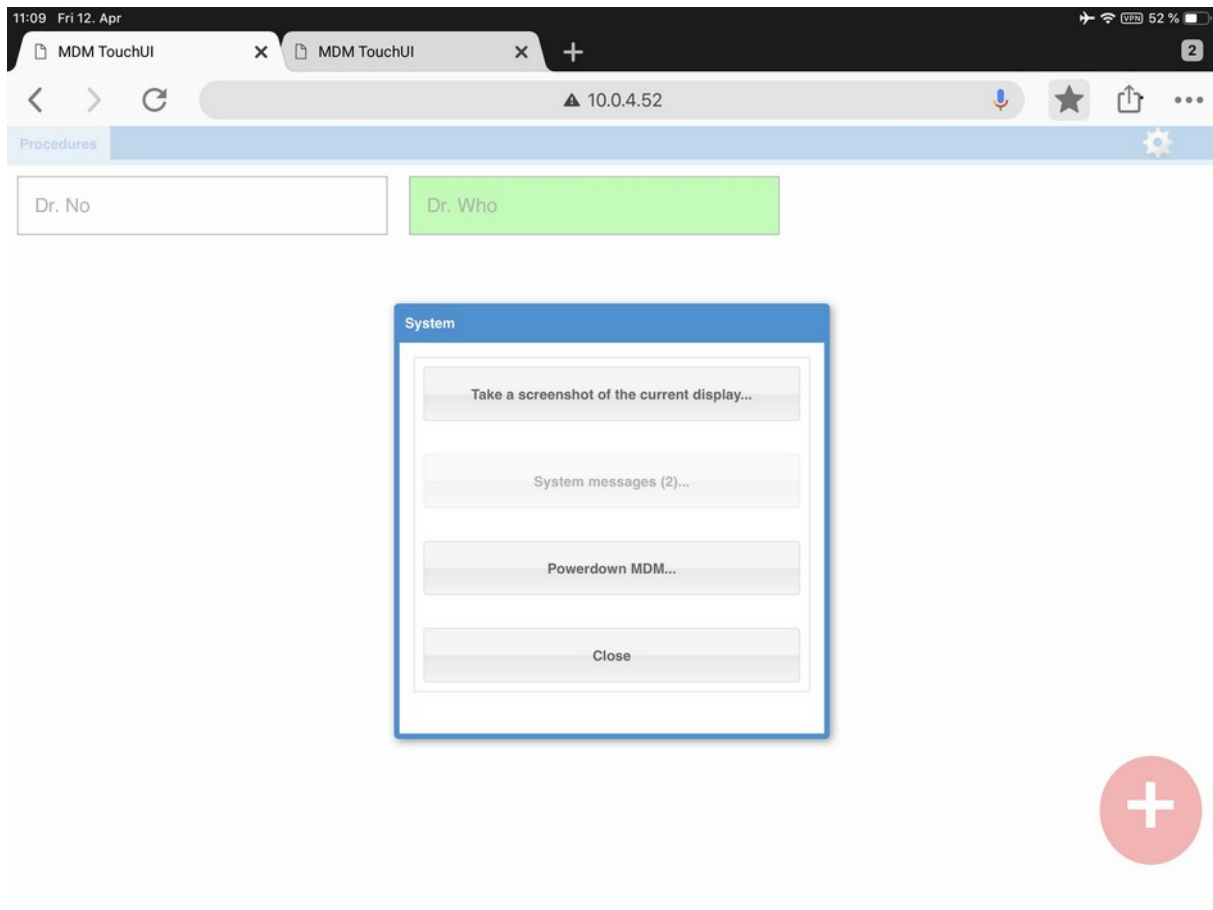 11:09 Fri 12. Apr VPN 52 %
MDM TouchUI MDM TouchUI 2
10.0.4.52
Procedures
Dr. No Dr. Who
System
Take a screenshot of the current display...
System messages (2)...
Powerdown MDM...
Close